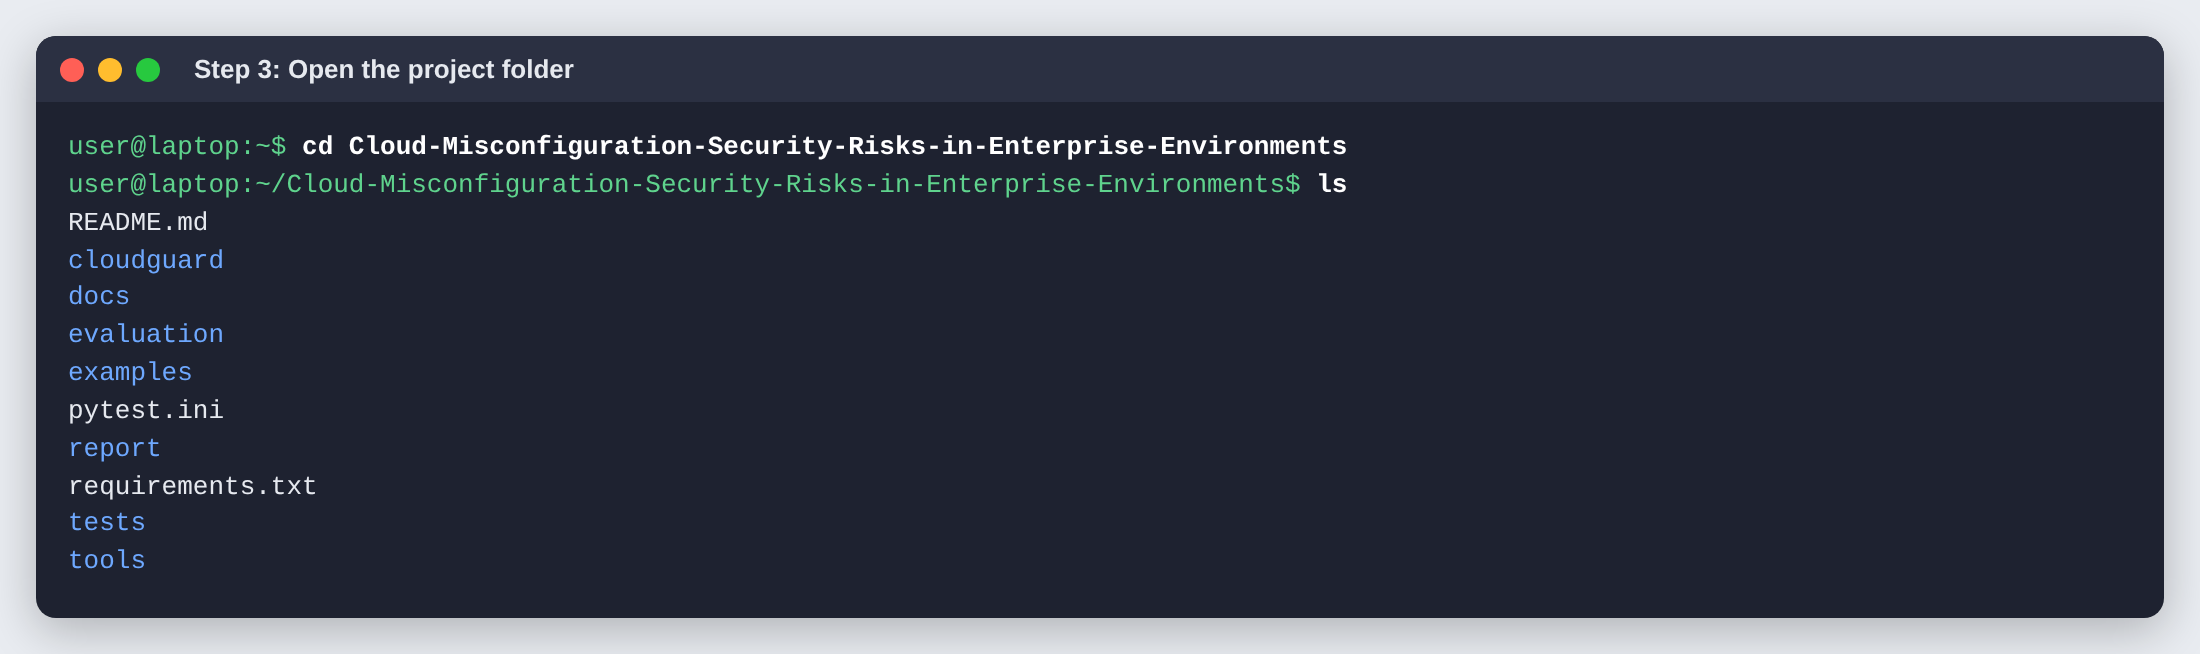 Step 3: Open the project folder
user@laptop:~$ cd Cloud-Misconfiguration-Security-Risks-in-Enterprise-Environments
user@laptop:~/Cloud-Misconfiguration-Security-Risks-in-Enterprise-Environments$ ls
README.md
cloudguard
docs
evaluation
examples
pytest.ini
report
requirements.txt
tests
tools